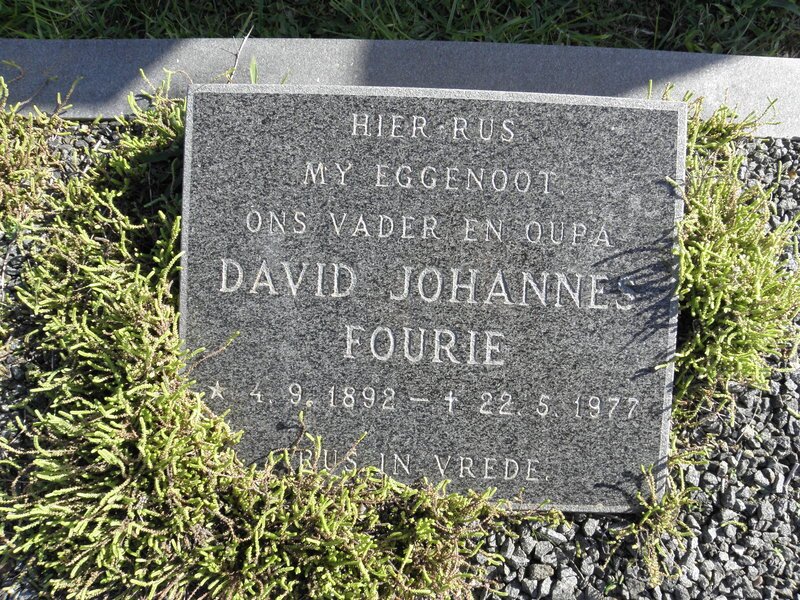 HIER RUS
MY EGGENOOT
ONS VADER EN OUPA
DAVID JOHANNES
FOURIE
* 4. 9. 1892 – † 22. 5. 1977
RUS IN VREDE.